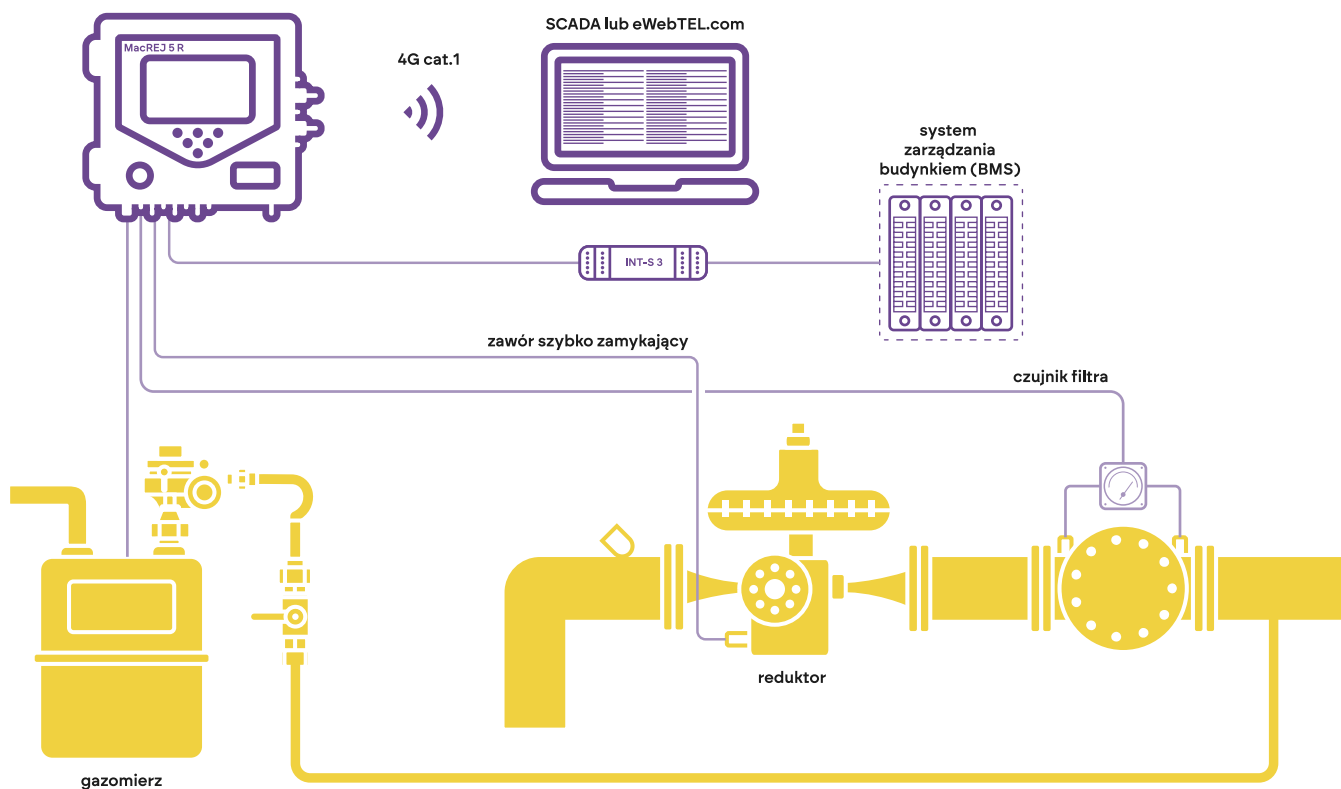 SCADA lub eWebTEL.com
MacREJ 5 R
4G cat.1
system
zarządzania
budynkiem (BMS)
INT-S 3
zawór szybko zamykający
czujnik filtra
reduktor
gazomierz